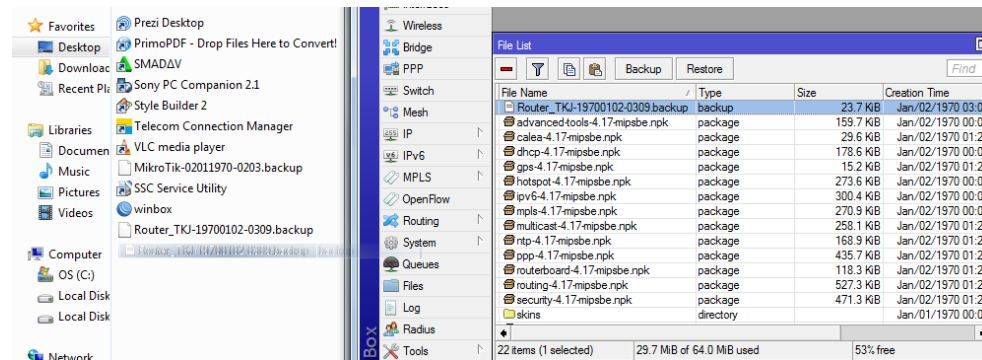 Favorites
Desktop
Downloac
Recent Pla
Libraries
Documen
Music
Pictures
Videos
Computer
OS (C:)
Local Disk
Local Disk
Network
Prezi Desktop
PrimoPDF - Drop Files Here to Convert!
SMADAV
Sony PC Companion 2.1
Style Builder 2
Telecom Connection Manager
VLC media player
MikroTik-02011970-0203.backup
SSC Service Utility
winbox
Router_TKJ-19700102-0309.backup
Box
Wireless
Bridge
PPP
Switch
Mesh
IP
IPv6
MPLS
OpenFlow
Routing
System
Queues
Files
Log
Radius
Tools
File List
Backup Restore Find
File Name Type Size Creation Time
Router_TKJ-19700102-0309.backup backup 23.7 KiB Jan/02/1970 03:0
advanced-tools-4.17-mipsbe.npk package 159.7 KiB Jan/02/1970 00:0
calea-4.17-mipsbe.npk package 29.6 KiB Jan/02/1970 01:2
dhcp-4.17-mipsbe.npk package 178.6 KiB Jan/02/1970 00:0
gps-4.17-mipsbe.npk package 15.2 KiB Jan/02/1970 01:2
hotspot-4.17-mipsbe.npk package 273.6 KiB Jan/02/1970 00:0
ipv6-4.17-mipsbe.npk package 300.4 KiB Jan/02/1970 00:0
mpls-4.17-mipsbe.npk package 270.9 KiB Jan/02/1970 00:0
multicast-4.17-mipsbe.npk package 258.1 KiB Jan/02/1970 01:2
ntp-4.17-mipsbe.npk package 168.9 KiB Jan/02/1970 01:2
ppp-4.17-mipsbe.npk package 435.7 KiB Jan/02/1970 01:2
routerboard-4.17-mipsbe.npk package 118.3 KiB Jan/02/1970 01:2
routing-4.17-mipsbe.npk package 527.3 KiB Jan/02/1970 01:2
security-4.17-mipsbe.npk package 471.3 KiB Jan/02/1970 01:2
skins directory Jan/01/1970 00:0
22 items (1 selected) 29.7 MiB of 64.0 MiB used 53% free